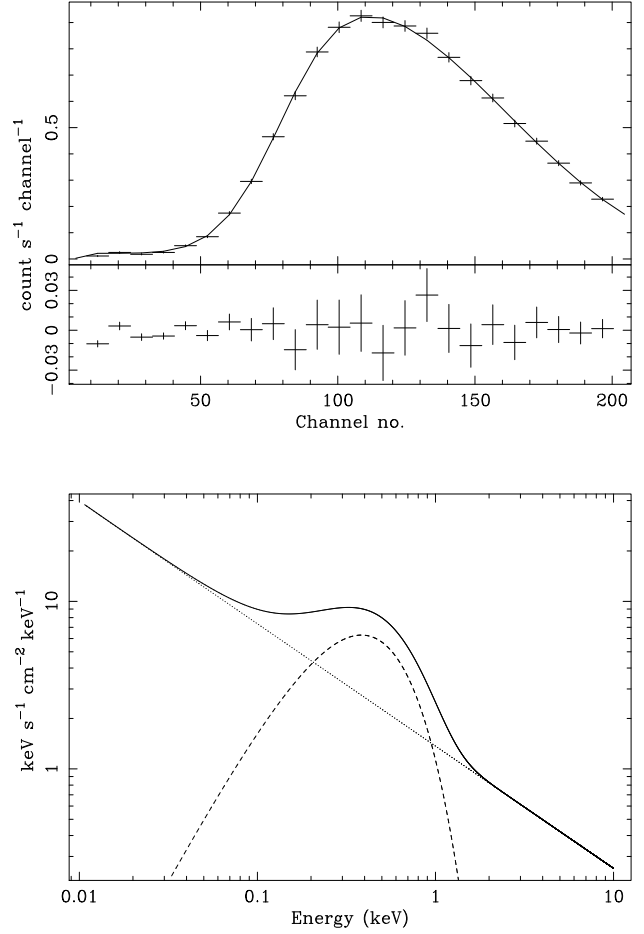 count s⁻¹ channel⁻¹
0.5
0
0.03
0
−0.03
50 100 150 200
Channel no.
keV s⁻¹ cm⁻² keV⁻¹
10
1
0.01 0.1 1 10
Energy (keV)